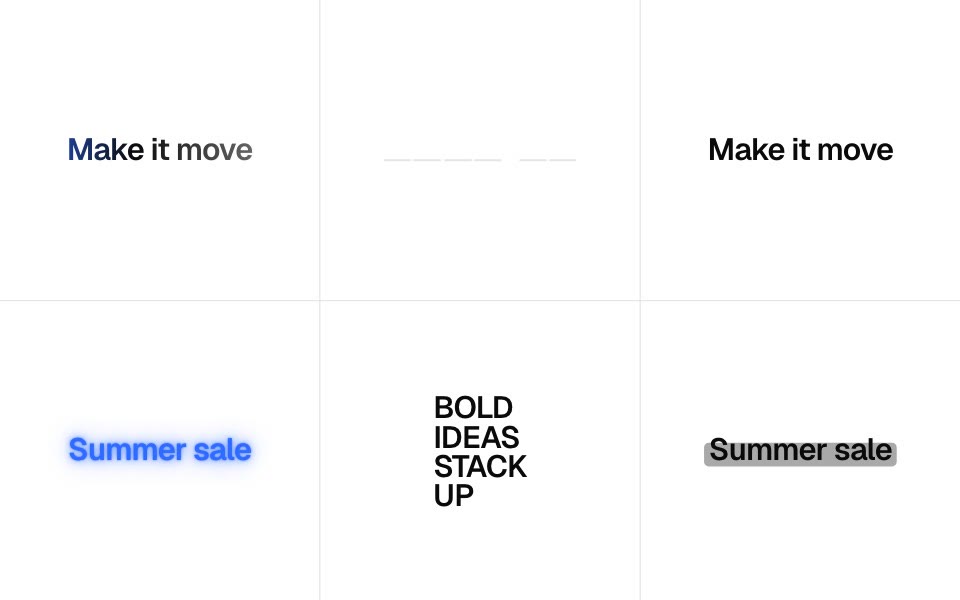 Make it move
Make it move
Summer sale
BOLD
IDEAS
STACK
UP
Summer sale